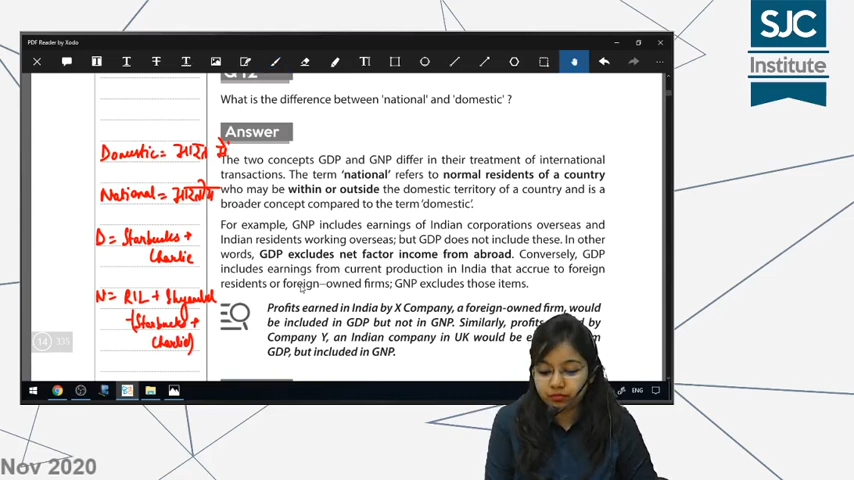 PDF Reader by Xodo
SJC
Institute
Q12
What is the difference between 'national' and 'domestic' ?
Answer
The two concepts GDP and GNP differ in their treatment of international
transactions. The term 'national' refers to normal residents of a country
who may be within or outside the domestic territory of a country and is a
broader concept compared to the term 'domestic'.
For example, GNP includes earnings of Indian corporations overseas and
Indian residents working overseas; but GDP does not include these. In other
words, GDP excludes net factor income from abroad. Conversely, GDP
includes earnings from current production in India that accrue to foreign
residents or foreign-owned firms; GNP excludes those items.
Profits earned in India by X Company, a foreign-owned firm, would
be included in GDP but not in GNP. Similarly, profits by
Company Y, an Indian company in UK would be
GDP, but included in GNP.
Domestic = भारत में
National = भारतीय
D = Starbucks +
Charlie
N = RIL +
- (Starbucks +
Charlie)
14 335
ENG
Nov 2020